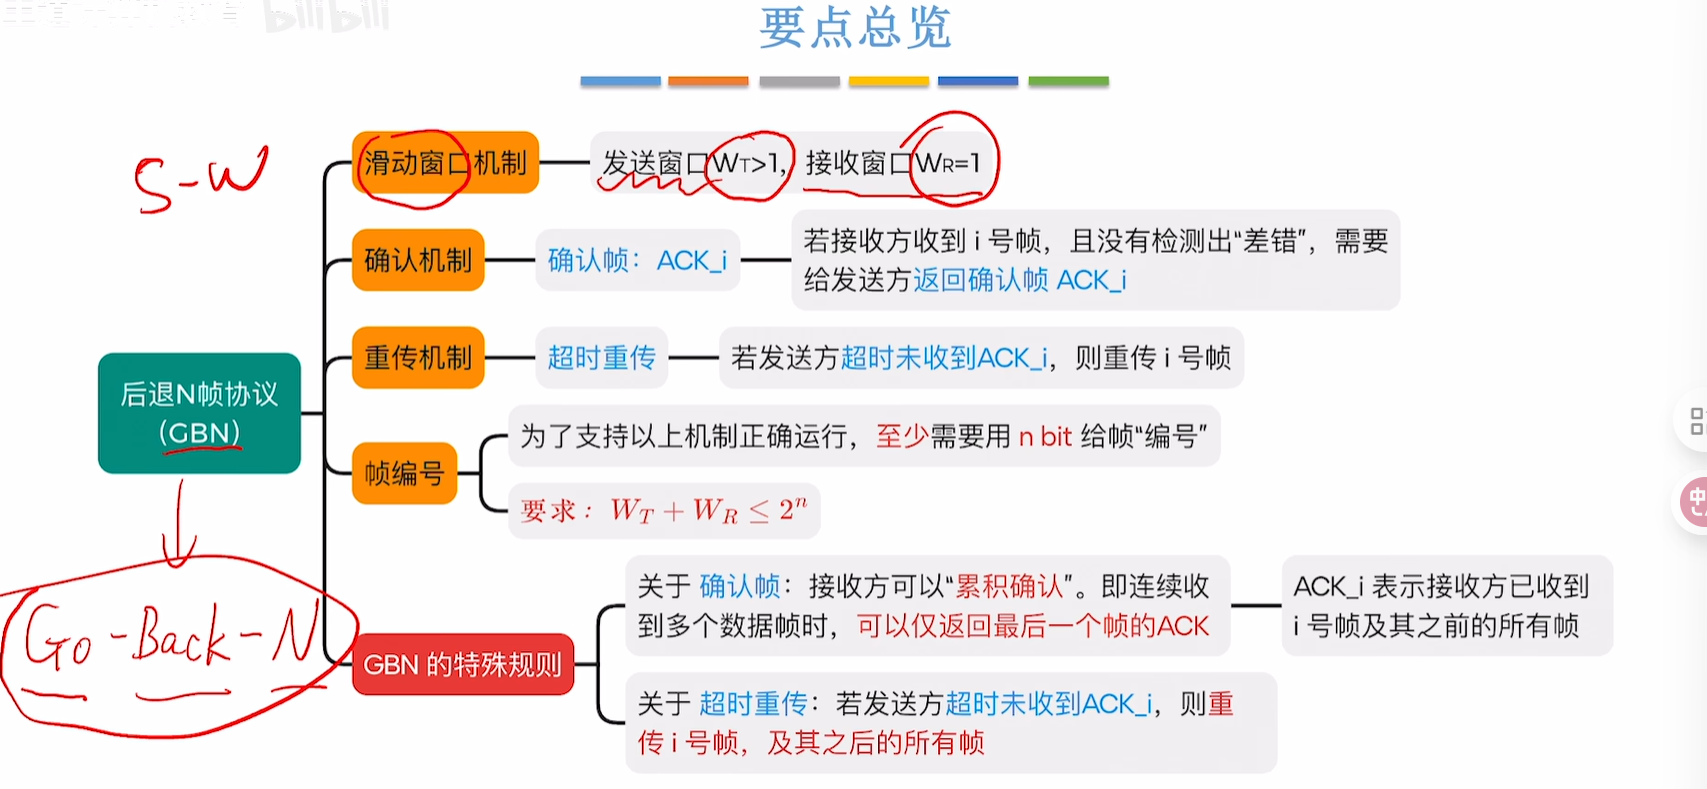 bilibili
要点总览
S-W
滑动窗口机制
发送窗口WT>1,接收窗口WR=1
确认机制
确认帧：ACK_i
若接收方收到 i 号帧，且没有检测出“差错”，需要
给发送方返回确认帧 ACK_i
重传机制
超时重传
若发送方超时未收到ACK_i，则重传 i 号帧
后退N帧协议
（GBN）
帧编号
为了支持以上机制正确运行，至少需要用 n bit 给帧“编号”
要求：W_T + W_R ≤ 2^n
Go-Back-N
GBN 的特殊规则
关于 确认帧：接收方可以“累积确认”。即连续收
到多个数据帧时，可以仅返回最后一个帧的ACK
ACK_i 表示接收方已收到
i 号帧及其之前的所有帧
关于 超时重传：若发送方超时未收到ACK_i，则重
传 i 号帧，及其之后的所有帧
中